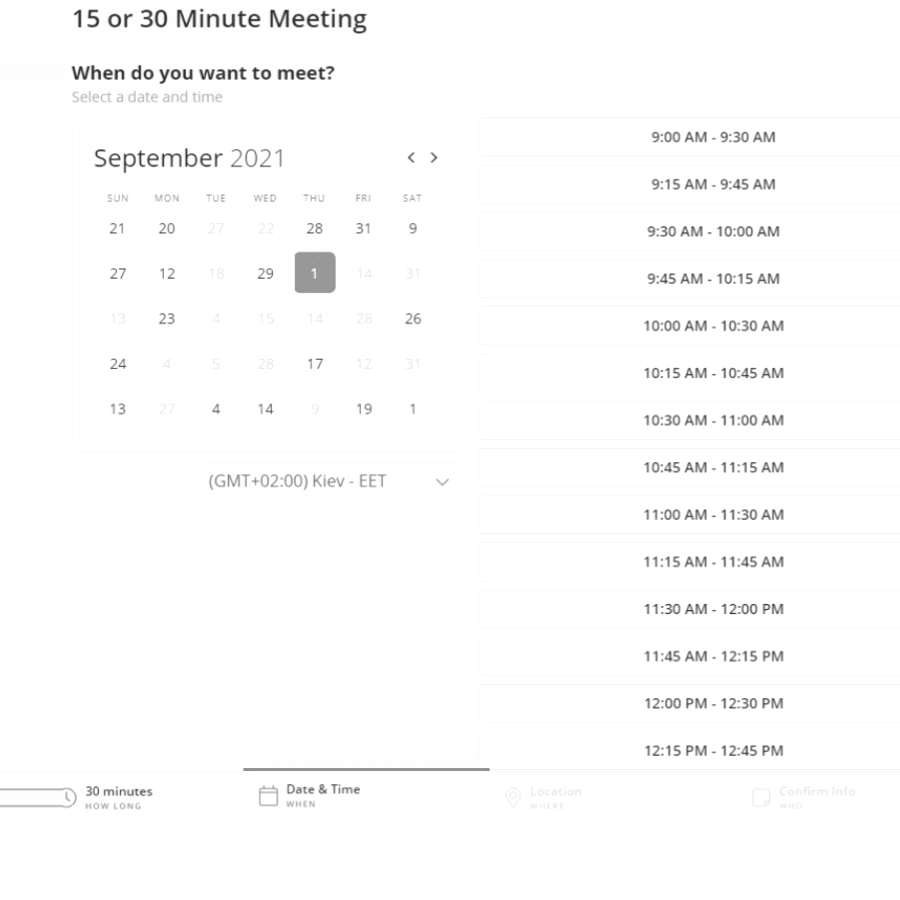 15 or 30 Minute Meeting
When do you want to meet?
Select a date and time
September 2021
SUN MON TUE WED THU FRI SAT
21 20 27 22 28 31 9
27 12 18 29 1 14 31
13 23 4 15 14 28 26
24 4 5 28 17 12 31
13 27 4 14 9 19 1
(GMT+02:00) Kiev - EET
9:00 AM - 9:30 AM
9:15 AM - 9:45 AM
9:30 AM - 10:00 AM
9:45 AM - 10:15 AM
10:00 AM - 10:30 AM
10:15 AM - 10:45 AM
10:30 AM - 11:00 AM
10:45 AM - 11:15 AM
11:00 AM - 11:30 AM
11:15 AM - 11:45 AM
11:30 AM - 12:00 PM
11:45 AM - 12:15 PM
12:00 PM - 12:30 PM
12:15 PM - 12:45 PM
30 minutes
HOW LONG
Date & Time
WHEN
Location
WHERE
Confirm Info
WHO